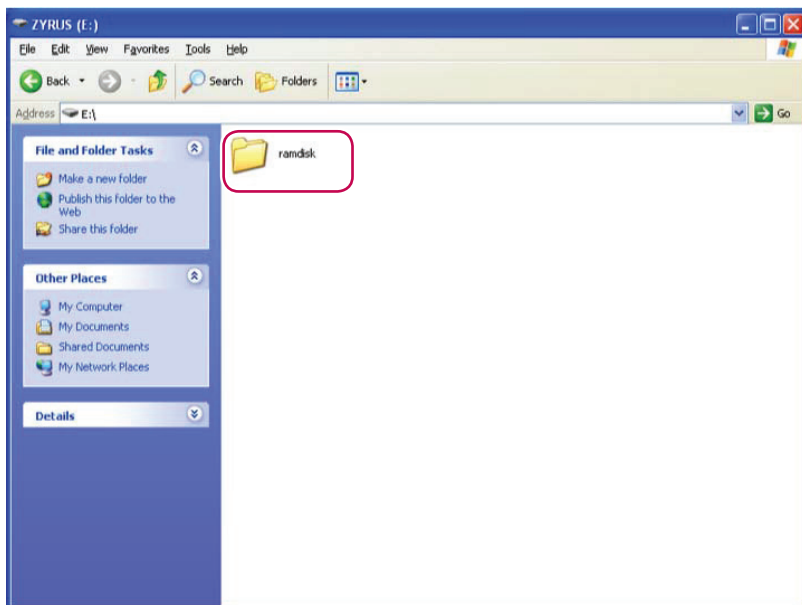 ZYRUS (E:)
File Edit View Favorites Tools Help
Back Search Folders
Address E:\ Go
File and Folder Tasks
Make a new folder
Publish this folder to the
Web
Share this folder
Other Places
My Computer
My Documents
Shared Documents
My Network Places
Details
ramdisk